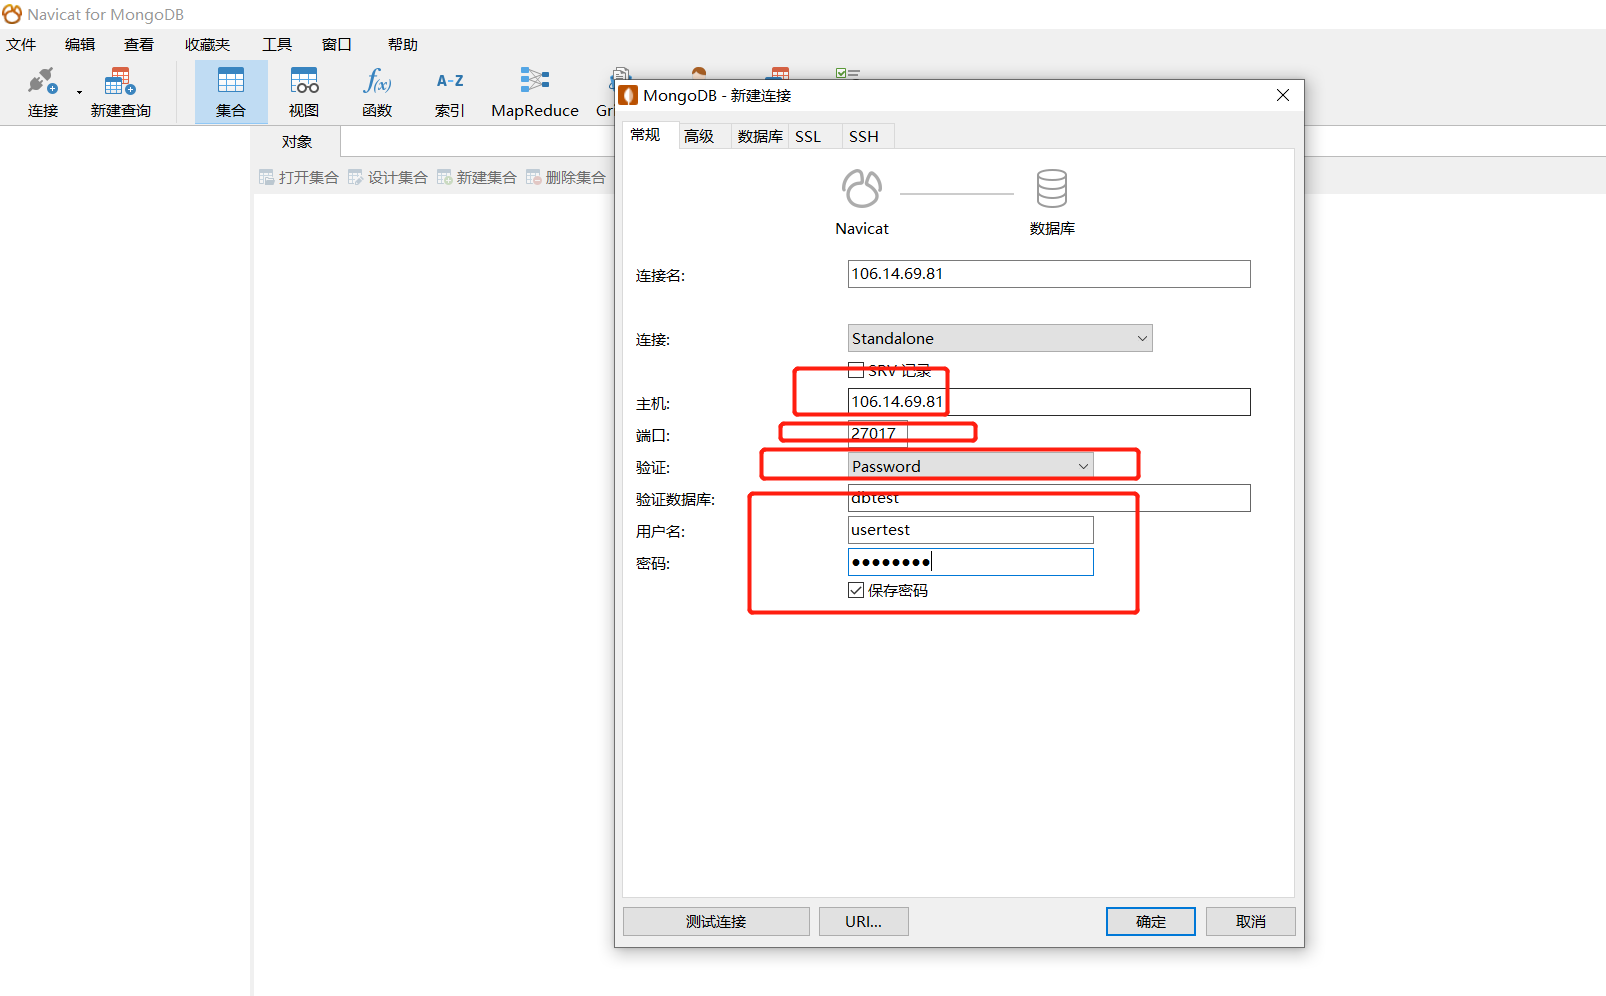 Navicat for MongoDB
文件 编辑 查看 收藏夹 工具 窗口 帮助
连接 新建查询 集合 视图 函数 A-Z 索引 MapReduce Gri
f(x)
对象
打开集合 设计集合 新建集合 删除集合
MongoDB - 新建连接
常规 高级 数据库 SSL SSH
Navicat 数据库
连接名: 106.14.69.81
连接: Standalone
SRV 记录
主机: 106.14.69.81
端口: 27017
验证: Password
验证数据库: dbtest
用户名: usertest
密码: ●●●●●●●●
保存密码
测试连接 URI... 确定 取消